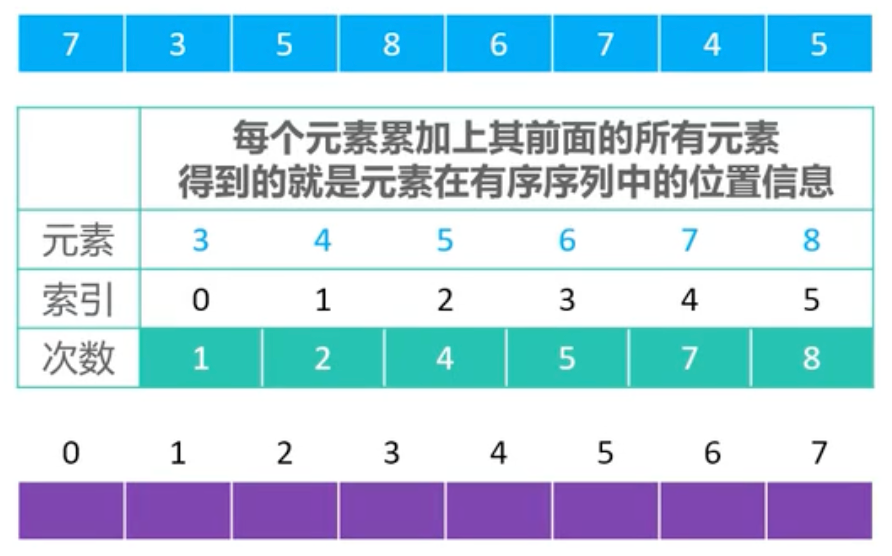 7 3 5 8 6 7 4 5
每个元素累加上其前面的所有元素
得到的就是元素在有序序列中的位置信息
元素 3 4 5 6 7 8
索引 0 1 2 3 4 5
次数 1 2 4 5 7 8
0 1 2 3 4 5 6 7